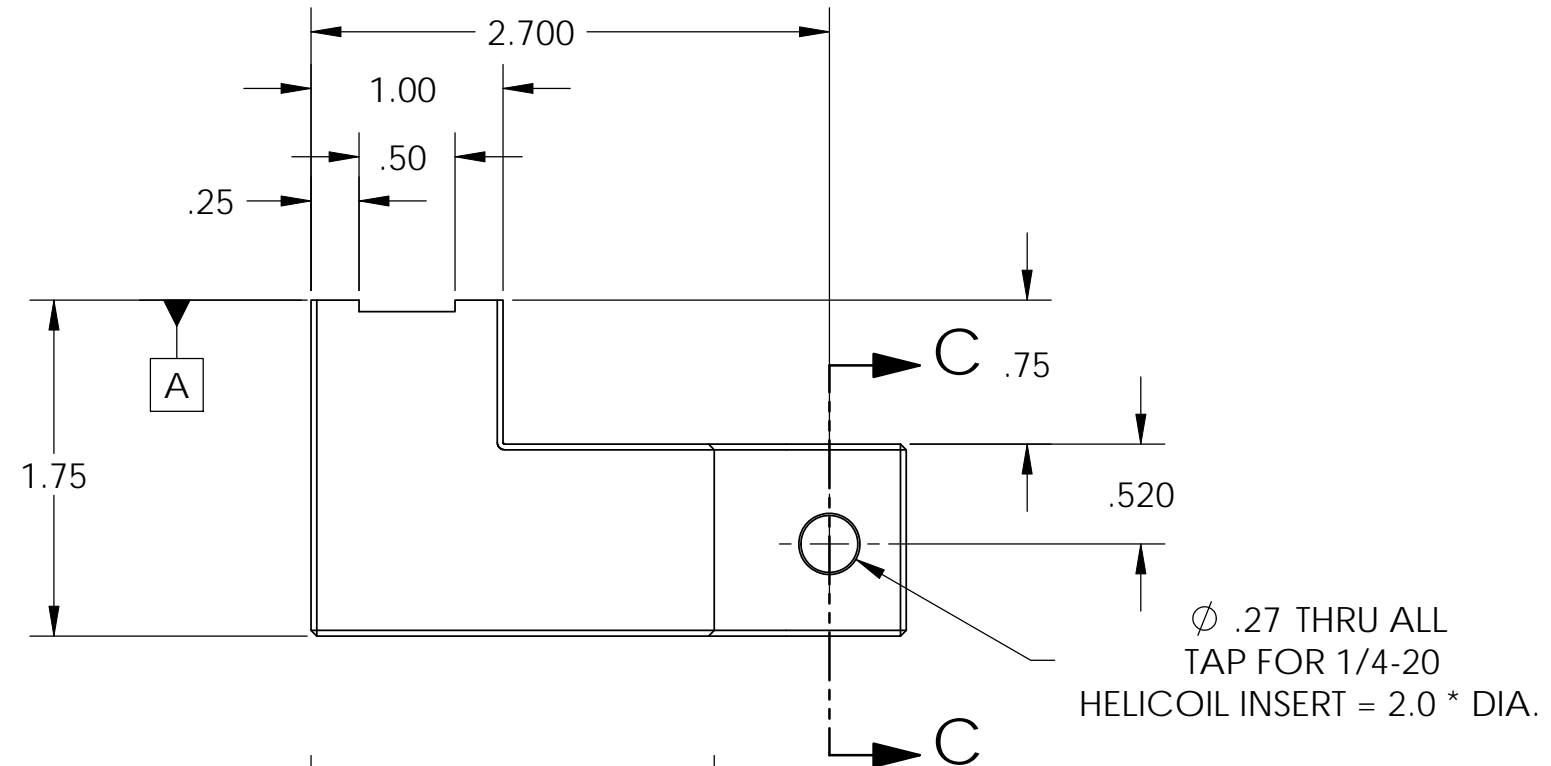 2.700
1.00
.50
.25
A
C
.75
1.75
.520
∅ .27 THRU ALL
TAP FOR 1/4-20
HELICOIL INSERT = 2.0 * DIA.
C